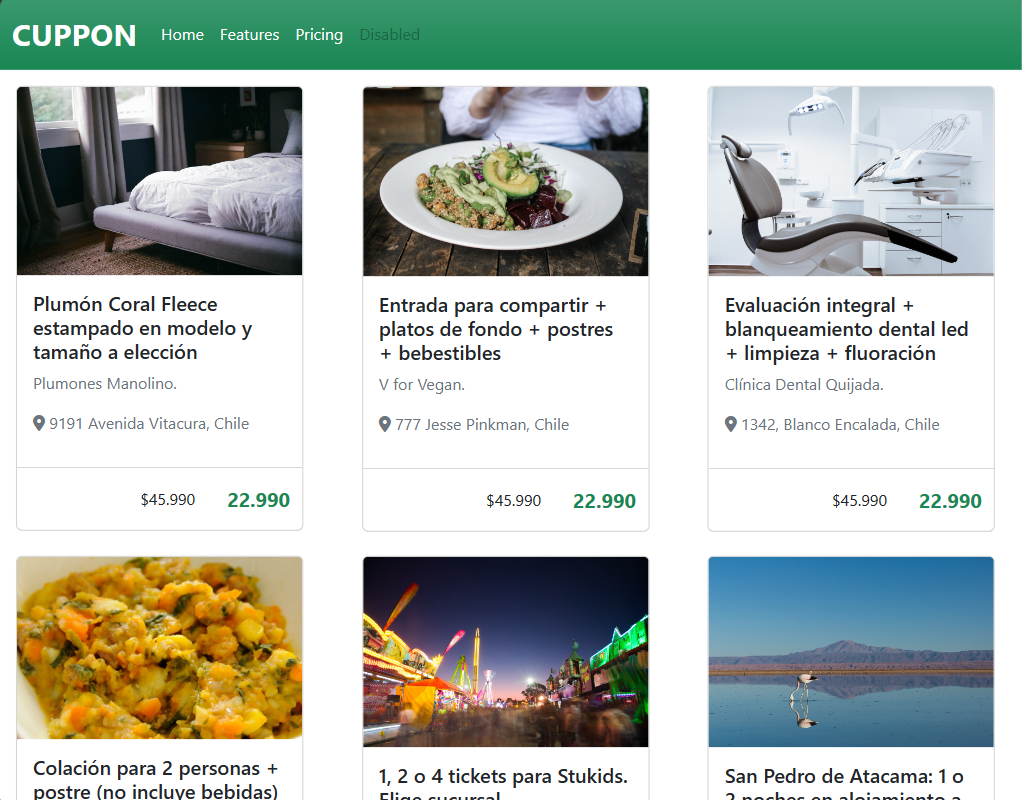 CUPPON
Home Features Pricing Disabled
Plumón Coral Fleece
estampado en modelo y
tamaño a elección
Plumones Manolino.
9191 Avenida Vitacura, Chile
$45.990 22.990
Entrada para compartir +
platos de fondo + postres
+ bebestibles
V for Vegan.
777 Jesse Pinkman, Chile
$45.990 22.990
Evaluación integral +
blanqueamiento dental led
+ limpieza + fluoración
Clínica Dental Quijada.
1342, Blanco Encalada, Chile
$45.990 22.990
Colación para 2 personas +
postre (no incluye bebidas)
1, 2 o 4 tickets para Stukids.
Elige sucursal
San Pedro de Atacama: 1 o
2 noches en alojamiento a